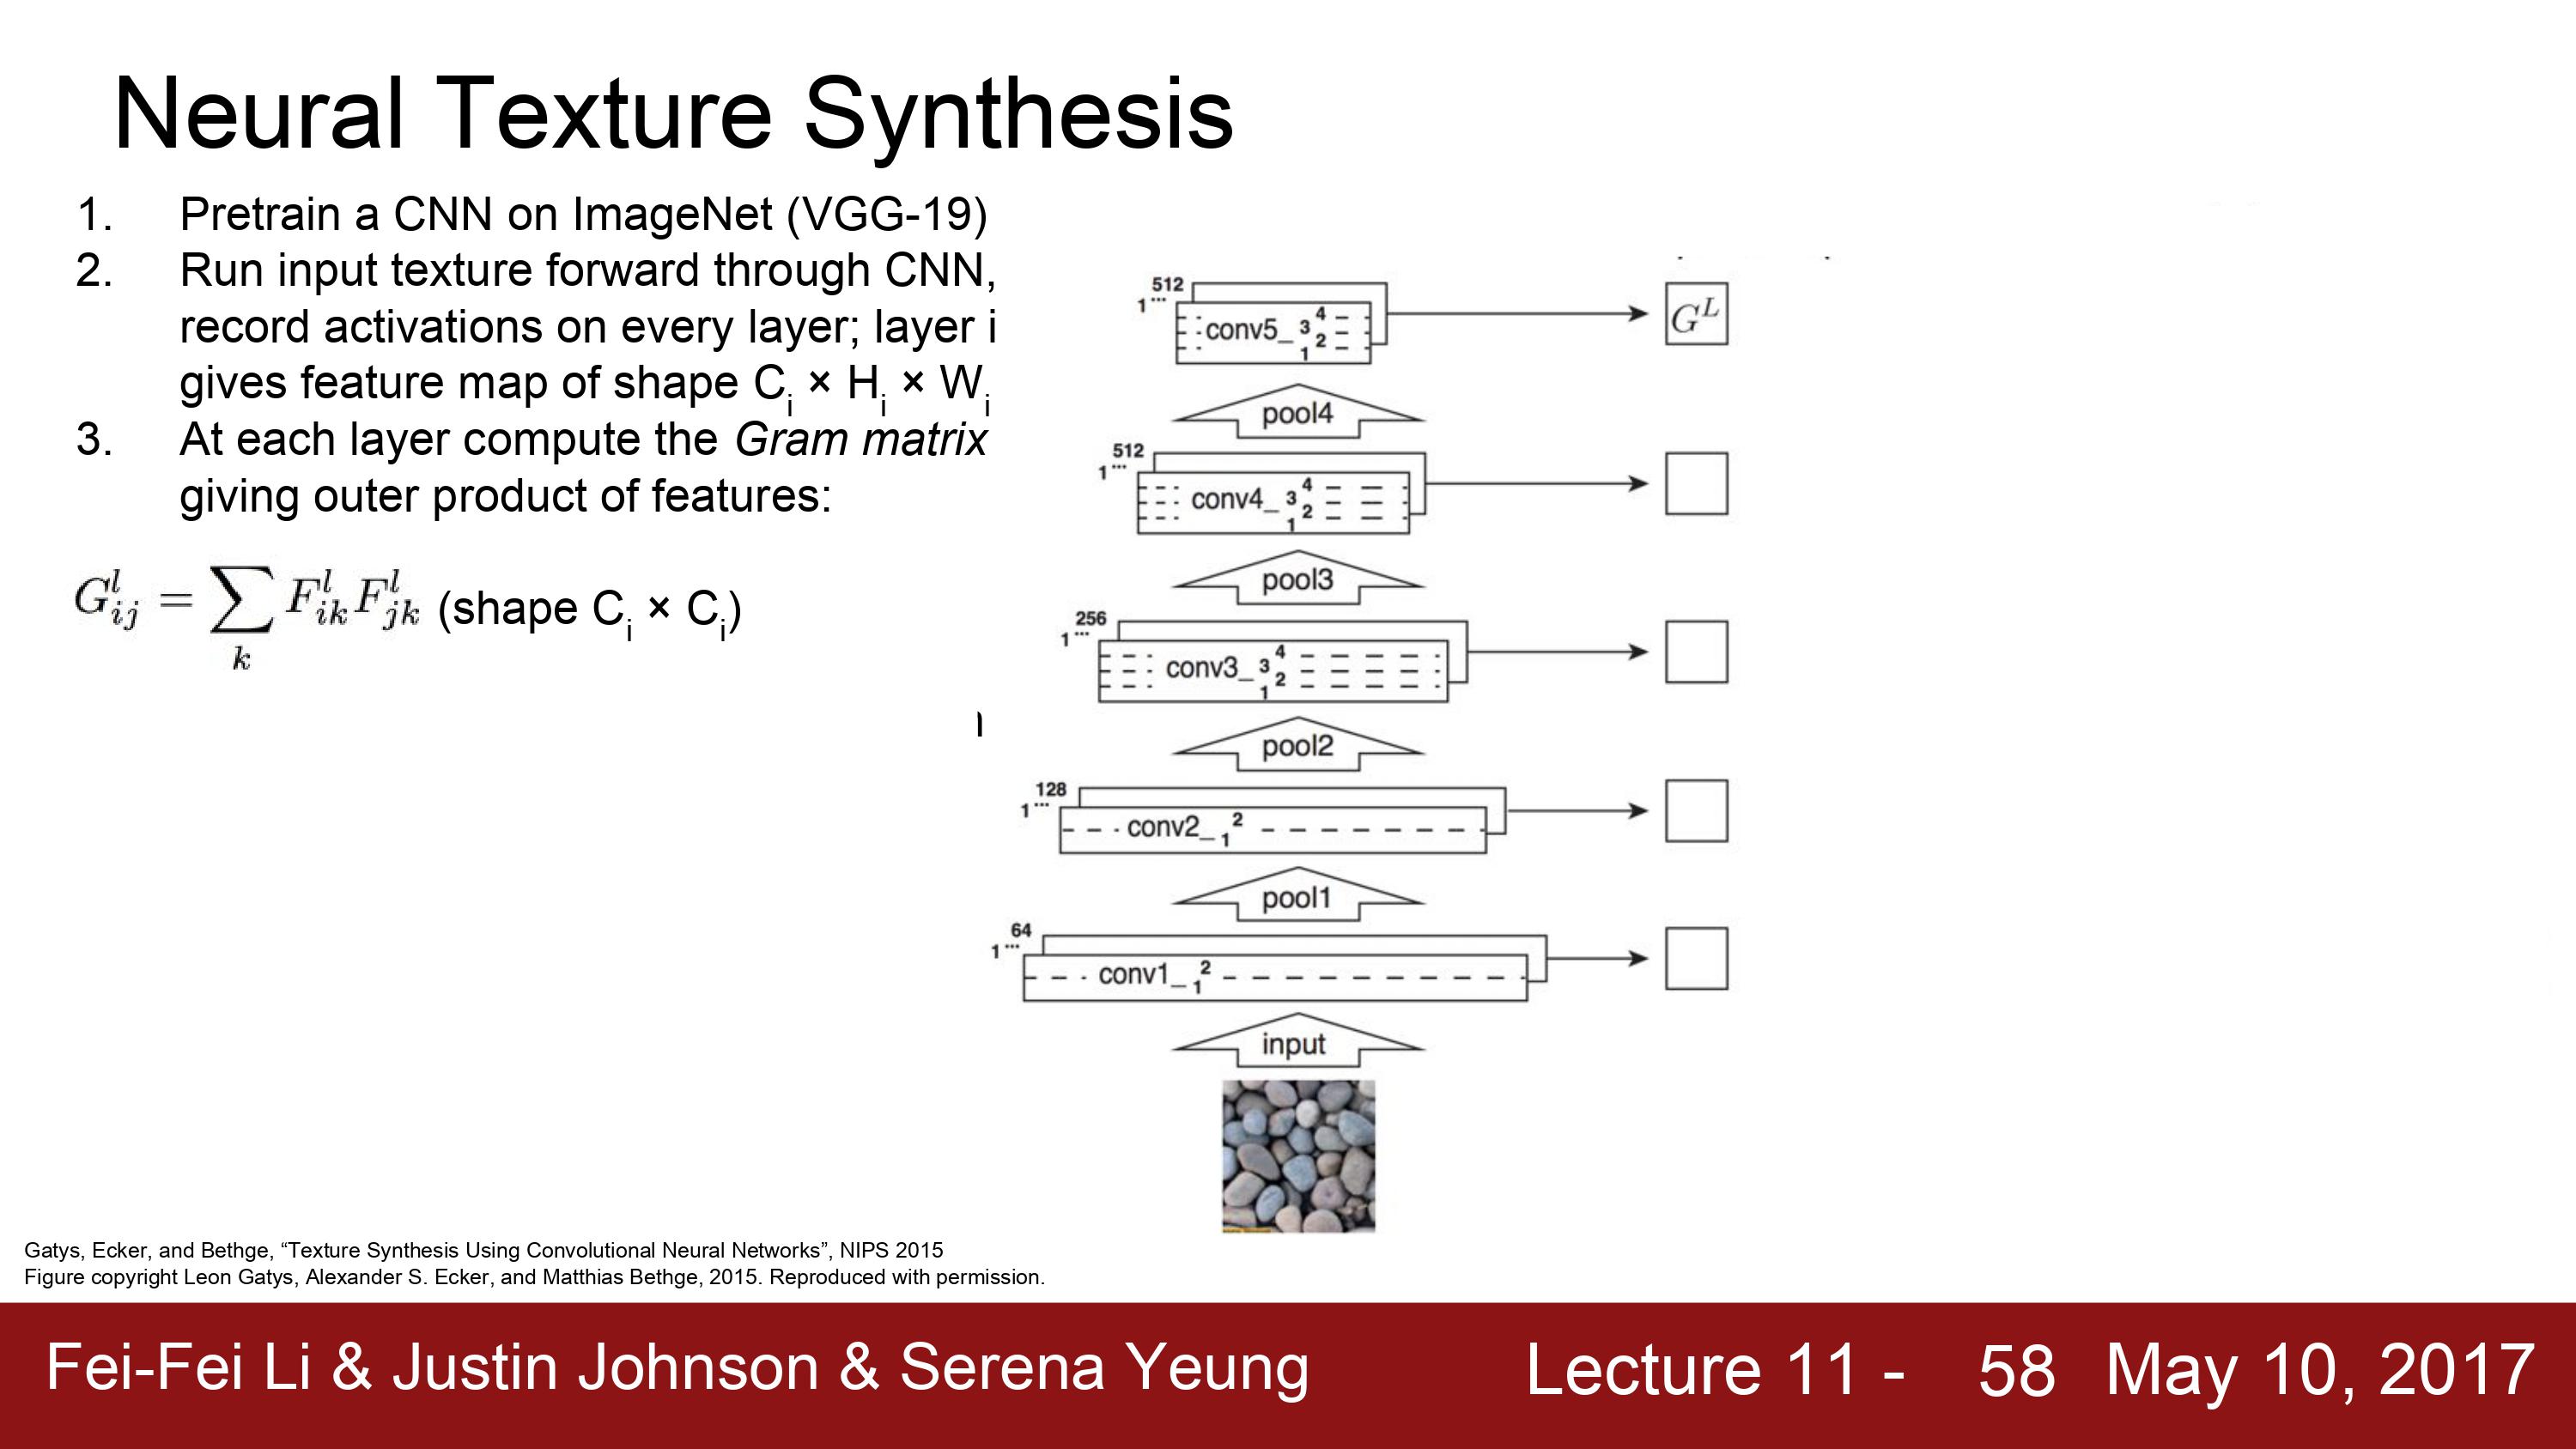 Neural Texture Synthesis
1. Pretrain a CNN on ImageNet (VGG-19)
2. Run input texture forward through CNN,
record activations on every layer; layer i
gives feature map of shape C_i × H_i × W_i
3. At each layer compute the Gram matrix
giving outer product of features:
G^l_{ij} = ∑_k F^l_{ik} F^l_{jk} (shape C_i × C_i)
512
1...
conv5_ 1 2 3 4
G^L
pool4
512
1...
conv4_ 1 2 3 4
pool3
256
1...
conv3_ 1 2 3 4
pool2
128
1...
conv2_ 1 2
pool1
64
1...
conv1_ 1 2
input
Gatys, Ecker, and Bethge, “Texture Synthesis Using Convolutional Neural Networks”, NIPS 2015
Figure copyright Leon Gatys, Alexander S. Ecker, and Matthias Bethge, 2015. Reproduced with permission.
Fei-Fei Li & Justin Johnson & Serena Yeung Lecture 11 - 58 May 10, 2017